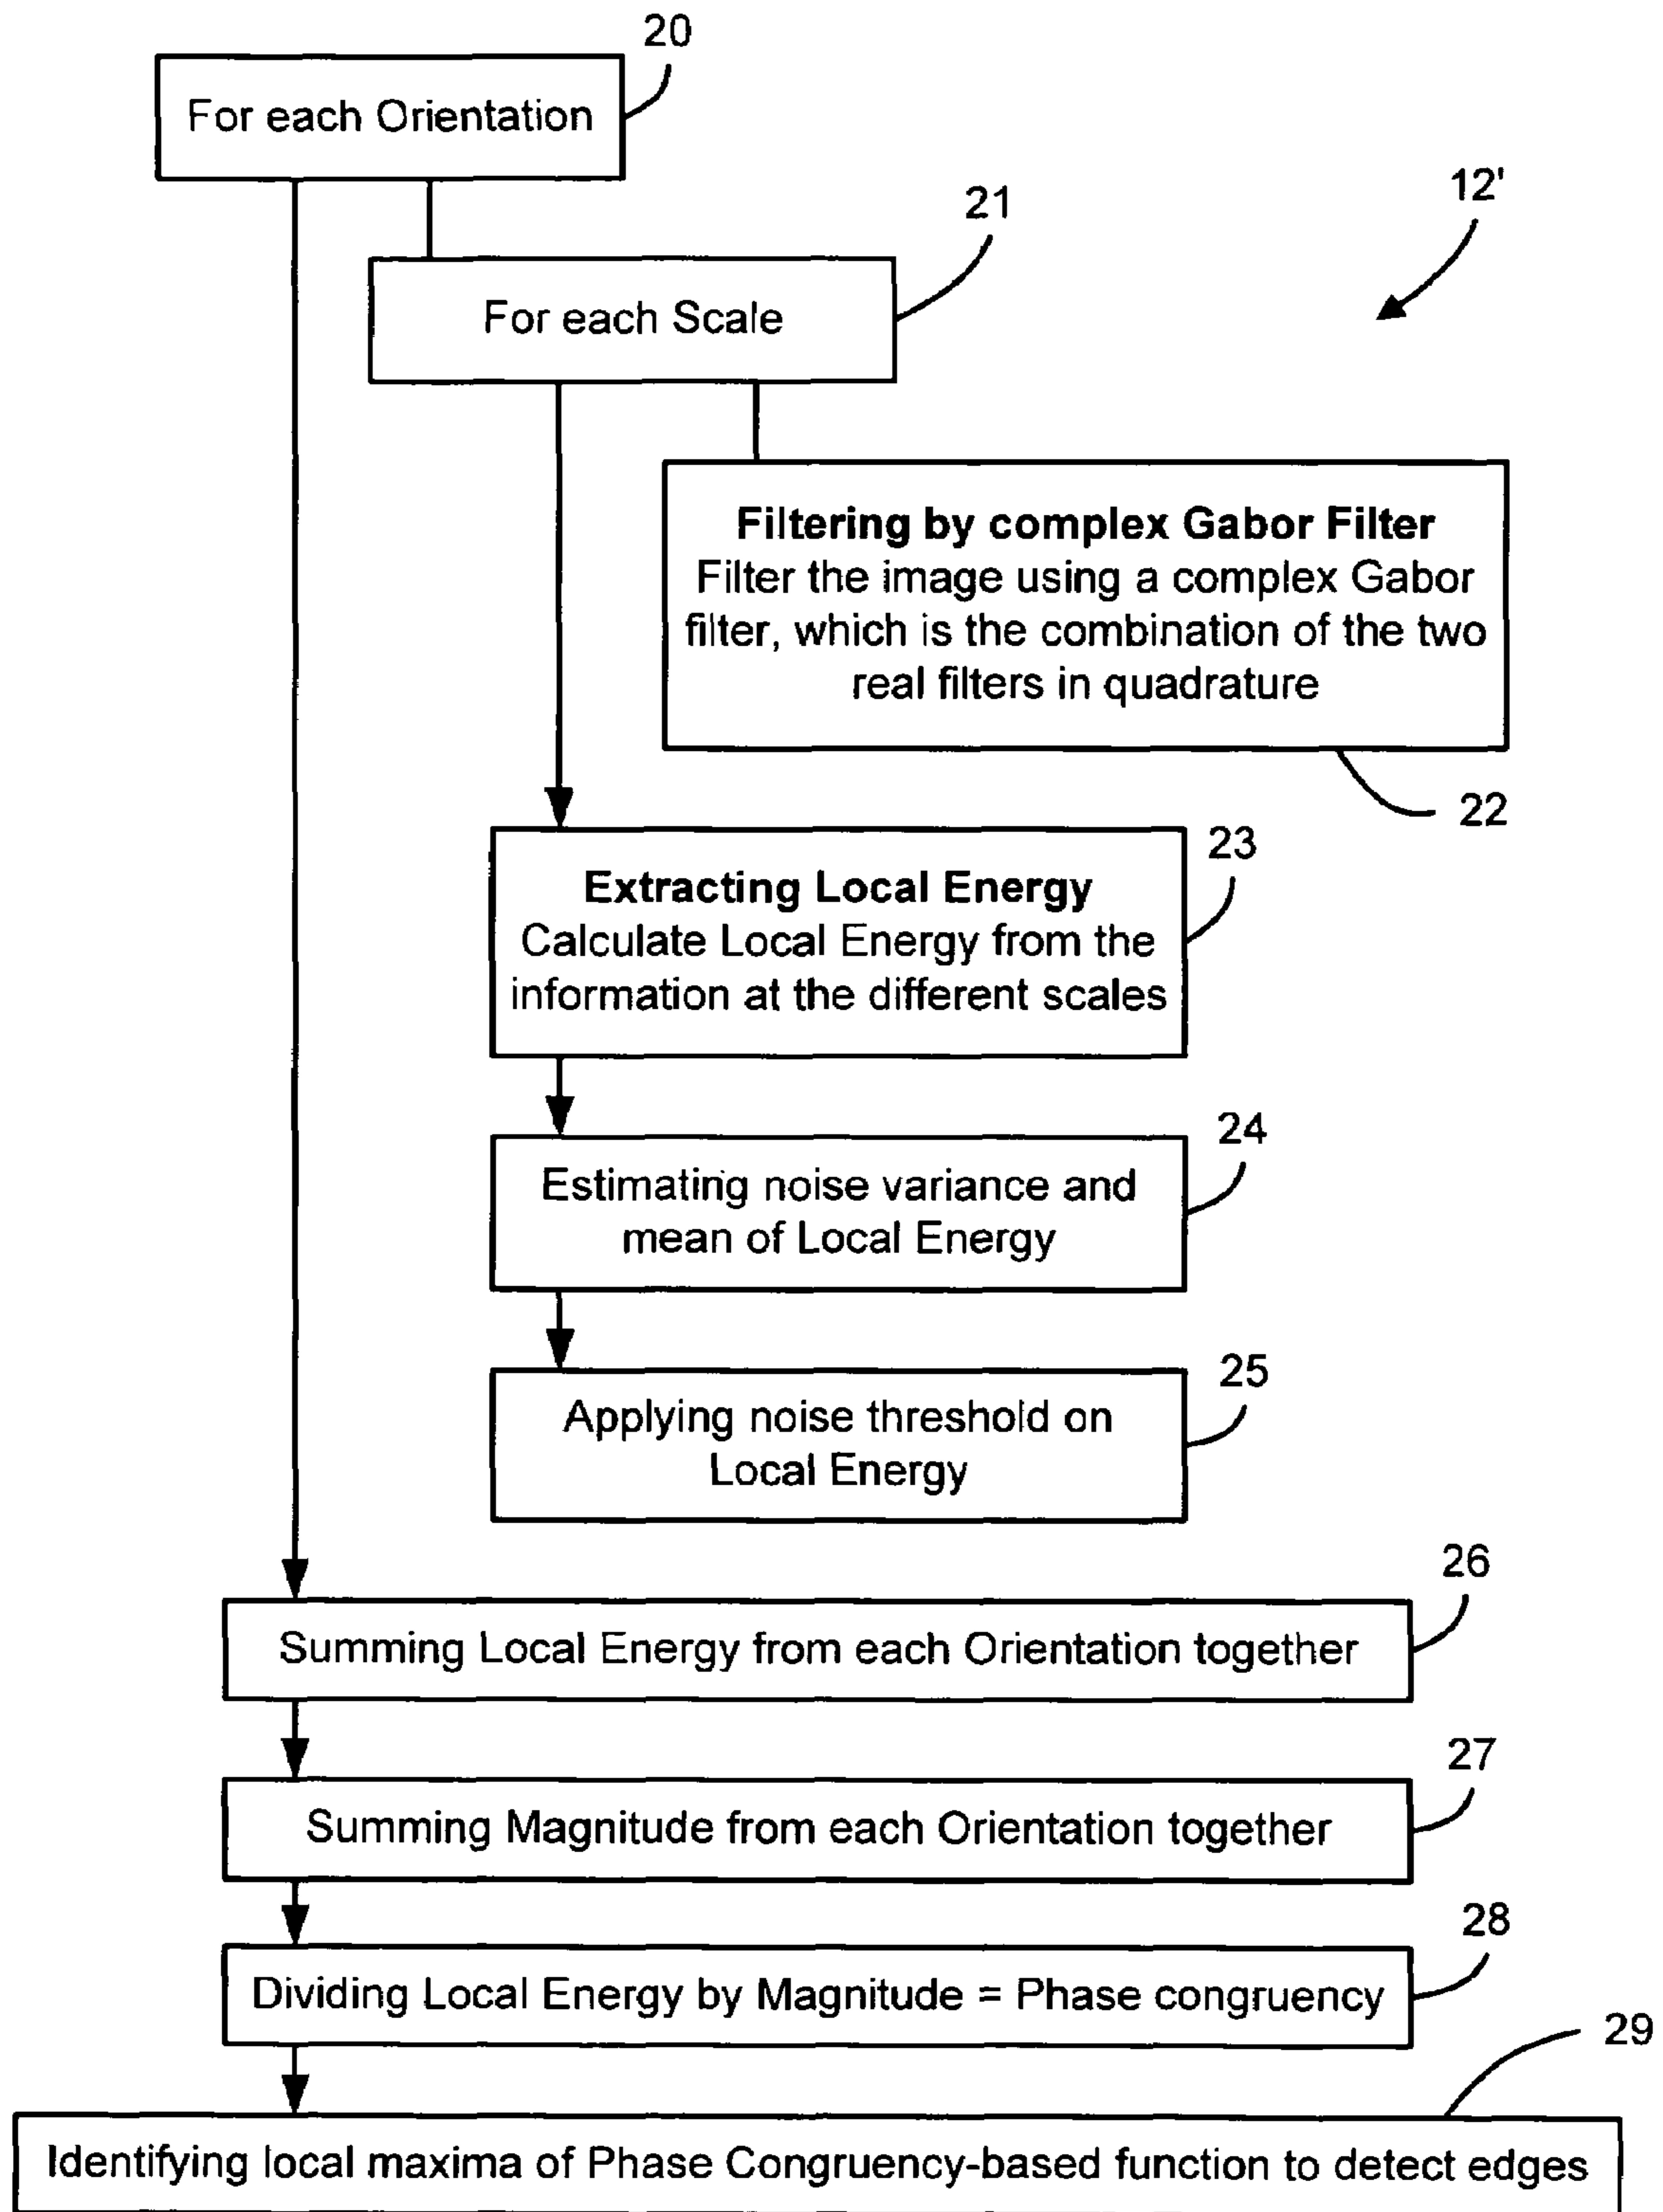 20
For each Orientation
12'
21
For each Scale
Filtering by complex Gabor Filter
Filter the image using a complex Gabor
filter, which is the combination of the two
real filters in quadrature
22
23
Extracting Local Energy
Calculate Local Energy from the
information at the different scales
24
Estimating noise variance and
mean of Local Energy
25
Applying noise threshold on
Local Energy
26
Summing Local Energy from each Orientation together
27
Summing Magnitude from each Orientation together
28
Dividing Local Energy by Magnitude = Phase congruency
29
Identifying local maxima of Phase Congruency-based function to detect edges